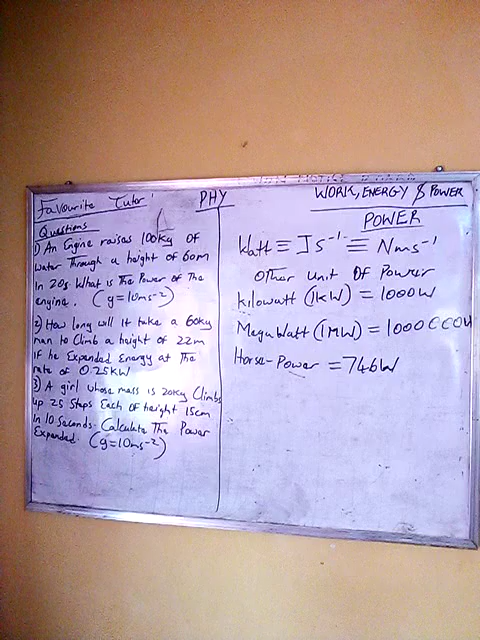 Favourite Tutor!
PHY
WORK, ENERGY & POWER
Questions
1) An Engine raises 100kg of
water Through a height of 60m
In 20s. What is The Power of The
engine. (g=10ms-2)
2) How long will it take a 60kg
man to Climb a height of 22m
if he Expanded Energy at The
rate of 0.25kW
3) A girl whose mass is 20kg Climbs
up 25 Steps Each of height 15cm
In 10 Seconds. Calculate The Power
Expanded. (g=10ms-2)
POWER
Watt ≡ Js⁻¹ ≡ Nms⁻¹
other unit of Power
kilowatt (1KW) = 1000W
MegaWatt (1MW) = 1000000W
Horse-Power = 746W